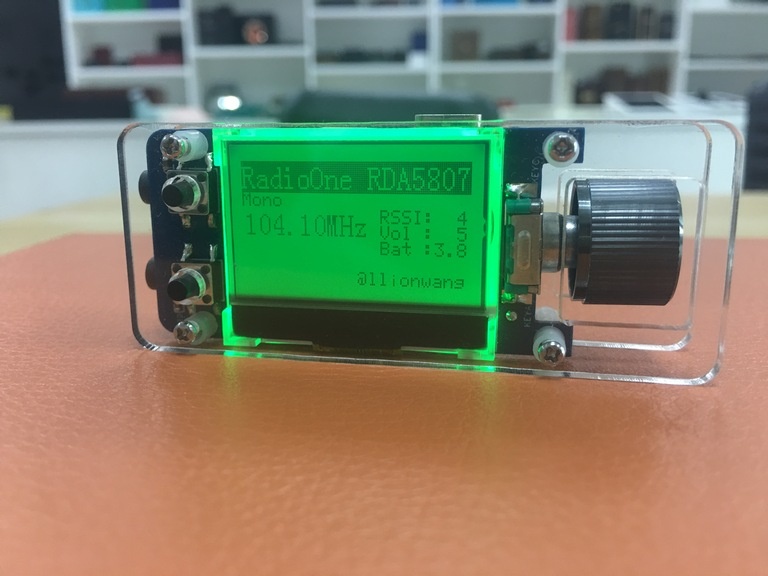 RadioOne RDA5807
Mono
104.10MHz
RSSI: 4
Vol : 5
Bat :3.8
@llionwang